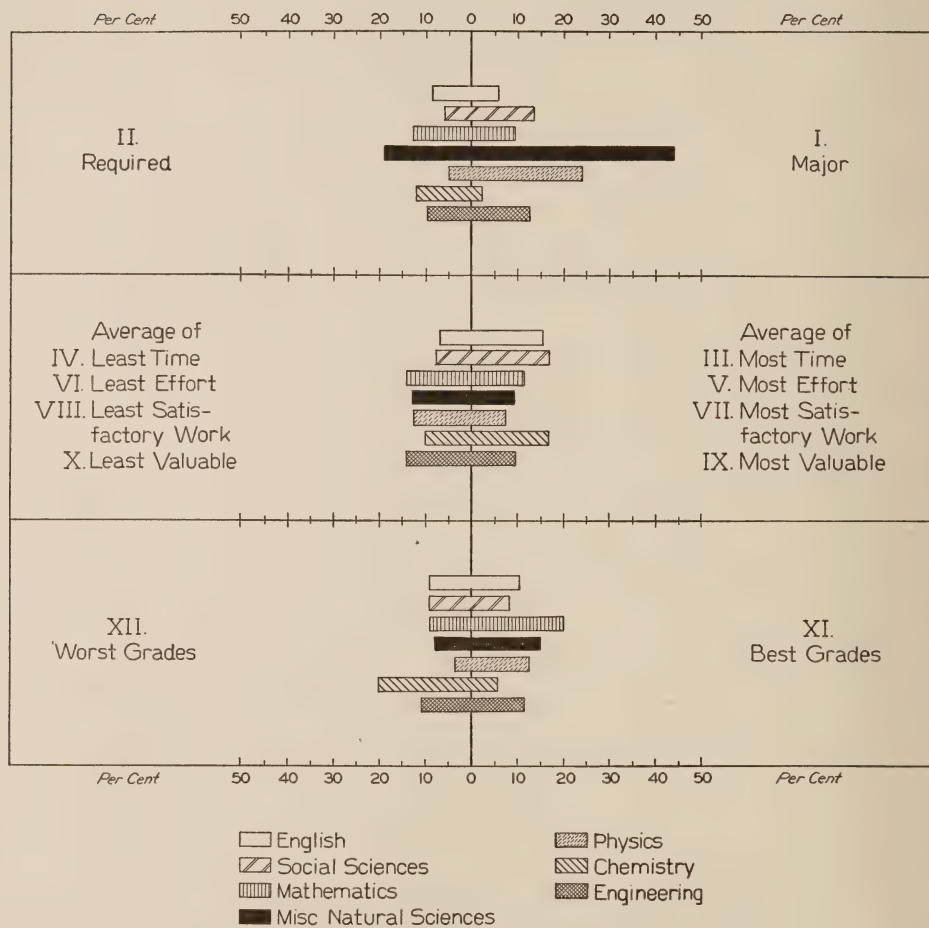 Per Cent 50 40 30 20 10 0 10 20 30 40 50 Per Cent
II.
Required
I.
Major
Average of
IV. Least Time
VI. Least Effort
VIII. Least Satis-
factory Work
X. Least Valuable
Average of
III. Most Time
V. Most Effort
VII. Most Satis-
factory Work
IX. Most Valuable
XII.
Worst Grades
XI.
Best Grades
Per Cent 50 40 30 20 10 0 10 20 30 40 50 Per Cent
English
Social Sciences
Mathematics
Misc Natural Sciences
Physics
Chemistry
Engineering